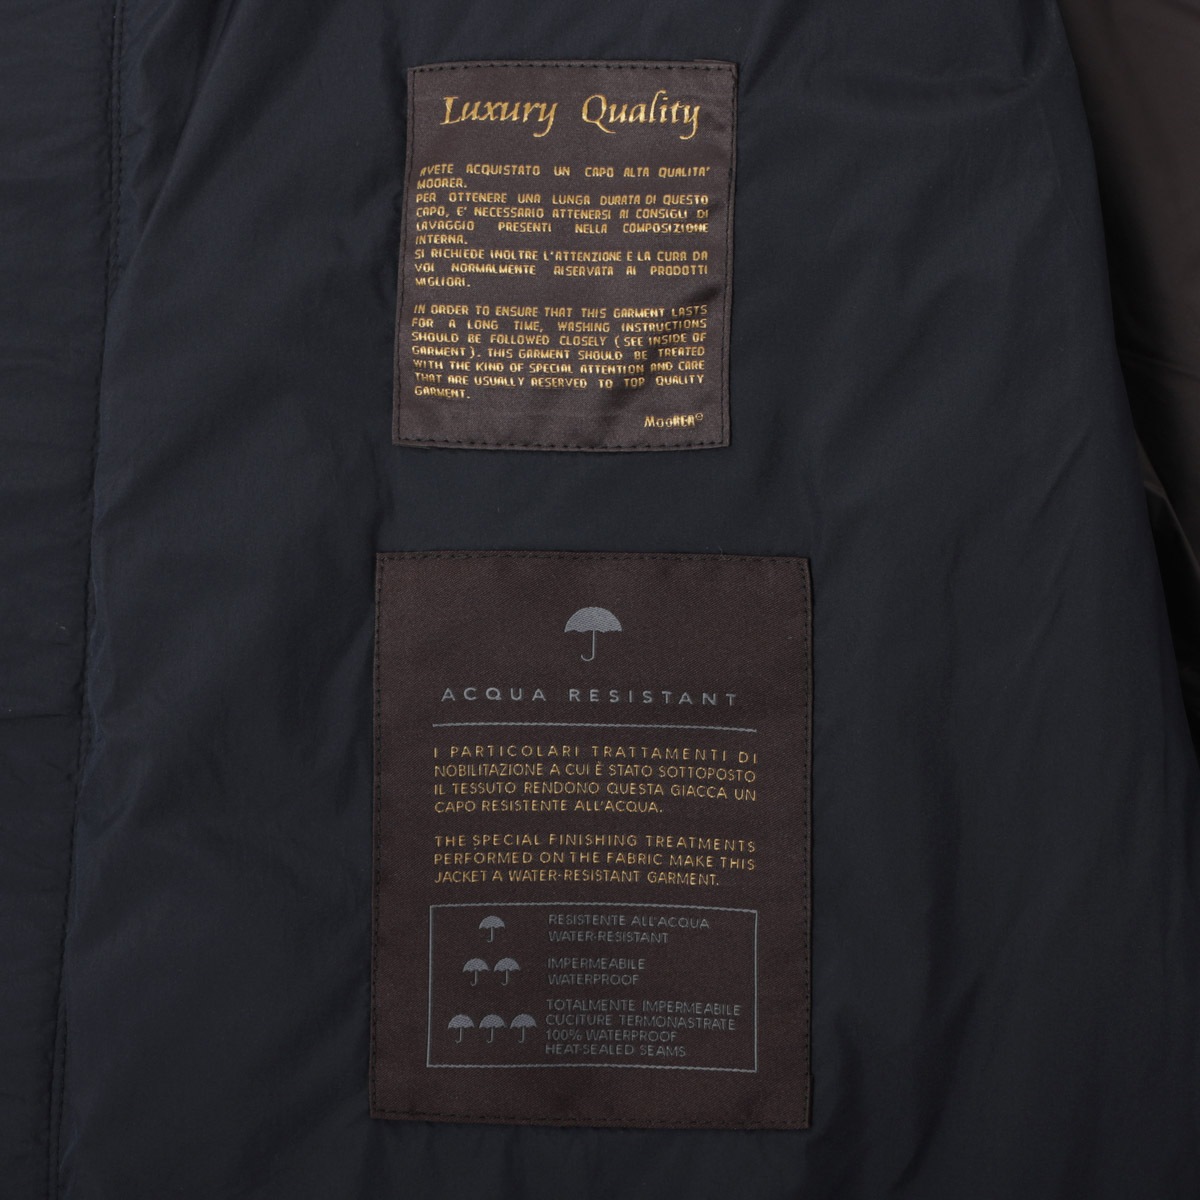 Luxury Quality
AVETE ACQUISTATO UN CAPO ALTA QUALITA'
MOORER.
PER OTTENERE UNA LUNGA DURATA DI QUESTO
CAPO, E' NECESSARIO ATTENERSI AI CONSIGLI DI
LAVAGGIO PRESENTI NELLA COMPOSIZIONE
INTERNA.
SI RICHIEDE INOLTRE L'ATTENZIONE E LA CURA DA
VOI NORMALMENTE RISERVATA AI PRODOTTI
MIGLIORI.
IN ORDER TO ENSURE THAT THIS GARMENT LASTS
FOR A LONG TIME, WASHING INSTRUCTIONS
SHOULD BE FOLLOWED CLOSELY (SEE INSIDE OF
GARMENT). THIS GARMENT SHOULD BE TREATED
WITH THE KIND OF SPECIAL ATTENTION AND CARE
THAT ARE USUALLY RESERVED TO TOP QUALITY
GARMENT.
MOORER®
ACQUA RESISTANT
I PARTICOLARI TRATTAMENTI DI
NOBILITAZIONE A CUI È STATO SOTTOPOSTO
IL TESSUTO RENDONO QUESTA GIACCA UN
CAPO RESISTENTE ALL'ACQUA.
THE SPECIAL FINISHING TREATMENTS
PERFORMED ON THE FABRIC MAKE THIS
JACKET A WATER-RESISTANT GARMENT.
RESISTENTE ALL'ACQUA
WATER-RESISTANT
IMPERMEABILE
WATERPROOF
TOTALMENTE IMPERMEABILE
CUCITURE TERMONASTRATE
100% WATERPROOF
HEAT-SEALED SEAMS